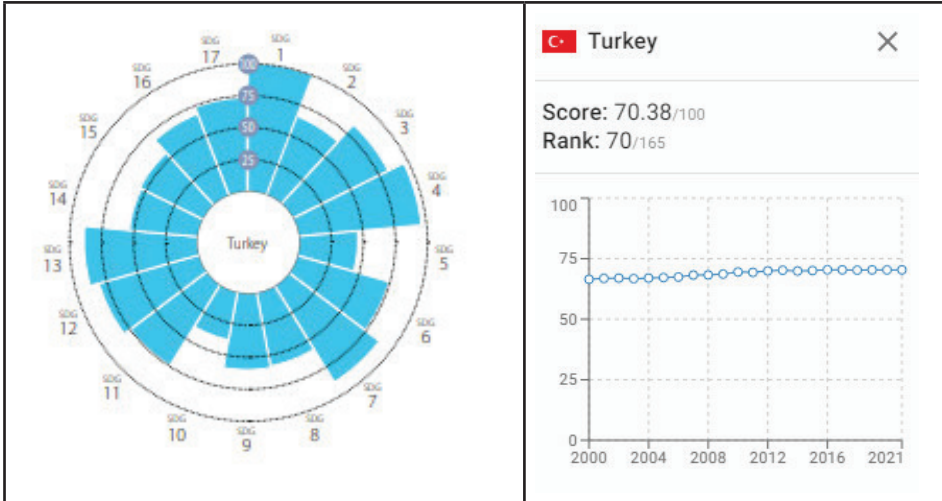 SDG
1
SDG
2
SDG
3
SDG
4
SDG
5
SDG
6
SDG
7
SDG
8
SDG
9
SDG
10
SDG
11
SDG
12
SDG
13
SDG
14
SDG
15
SDG
16
SDG
17
100
75
50
25
Turkey
Turkey
Score: 70.38/100
Rank: 70/165
100
75
50
25
0
2000 2004 2008 2012 2016 2021